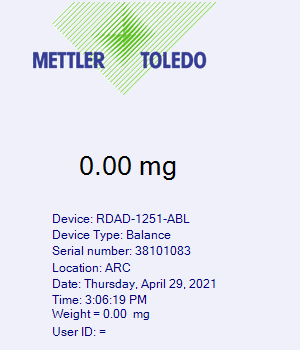 METTLER TOLEDO
0.00 mg
Device: RDAD-1251-ABL
Device Type: Balance
Serial number: 38101083
Location: ARC
Date: Thursday, April 29, 2021
Time: 3:06:19 PM
Weight = 0.00  mg
User ID: =